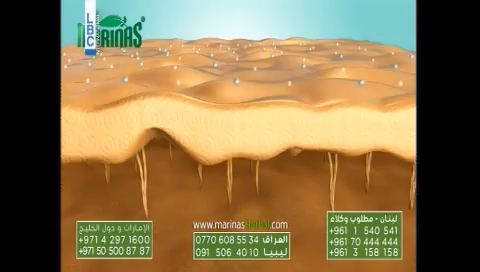 LBC
MARINAS®
الإمارات و دول الخليج
+971 4 297 1600
+971 50 500 87 87
www.marinasherbal.com
العراق 0770 608 55 34
ليبيا 091 506 40 10
لبنان - مطلوب وكلاء
+961 1 540 541
+961 70 444 444
+961 3 158 158